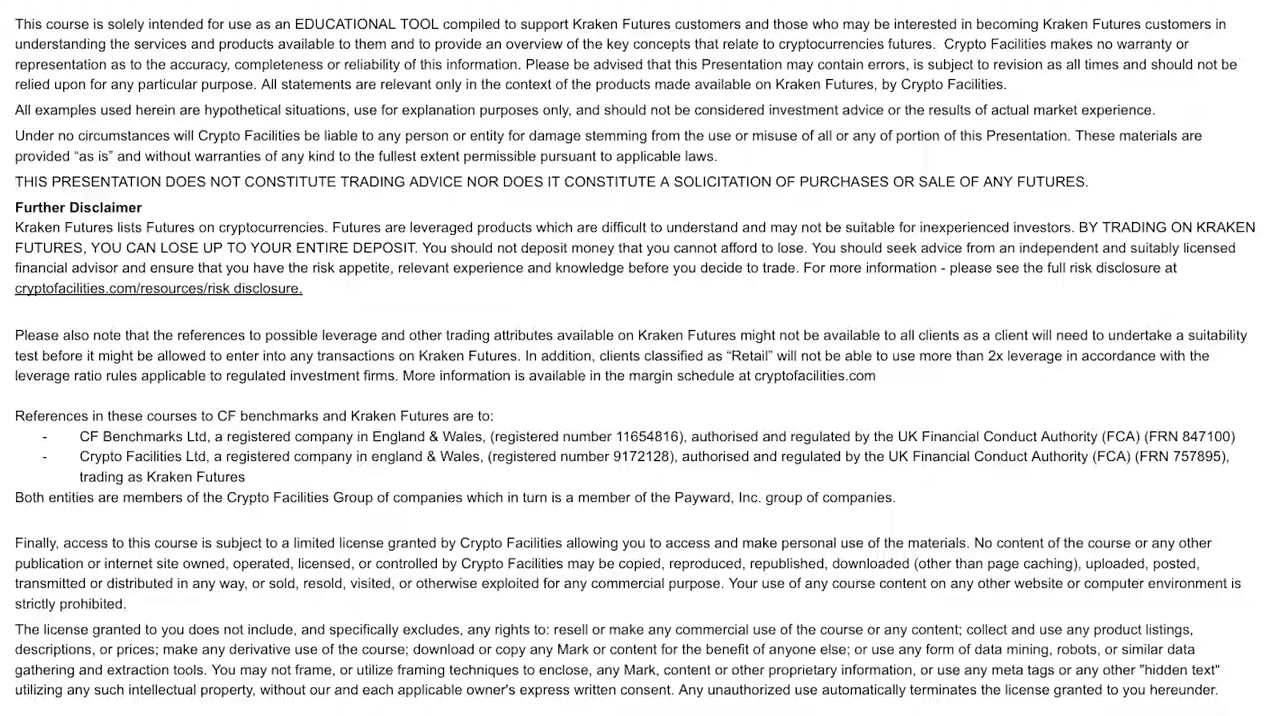 This course is solely intended for use as an EDUCATIONAL TOOL compiled to support Kraken Futures customers and those who may be interested in becoming Kraken Futures customers in
understanding the services and products available to them and to provide an overview of the key concepts that relate to cryptocurrencies futures.  Crypto Facilities makes no warranty or
representation as to the accuracy, completeness or reliability of this information. Please be advised that this Presentation may contain errors, is subject to revision as all times and should not be
relied upon for any particular purpose. All statements are relevant only in the context of the products made available on Kraken Futures, by Crypto Facilities.
All examples used herein are hypothetical situations, use for explanation purposes only, and should not be considered investment advice or the results of actual market experience.
Under no circumstances will Crypto Facilities be liable to any person or entity for damage stemming from the use or misuse of all or any of portion of this Presentation. These materials are
provided “as is” and without warranties of any kind to the fullest extent permissible pursuant to applicable laws.
THIS PRESENTATION DOES NOT CONSTITUTE TRADING ADVICE NOR DOES IT CONSTITUTE A SOLICITATION OF PURCHASES OR SALE OF ANY FUTURES.
Further Disclaimer
Kraken Futures lists Futures on cryptocurrencies. Futures are leveraged products which are difficult to understand and may not be suitable for inexperienced investors. BY TRADING ON KRAKEN
FUTURES, YOU CAN LOSE UP TO YOUR ENTIRE DEPOSIT. You should not deposit money that you cannot afford to lose. You should seek advice from an independent and suitably licensed
financial advisor and ensure that you have the risk appetite, relevant experience and knowledge before you decide to trade. For more information - please see the full risk disclosure at
cryptofacilities.com/resources/risk disclosure.
Please also note that the references to possible leverage and other trading attributes available on Kraken Futures might not be available to all clients as a client will need to undertake a suitability
test before it might be allowed to enter into any transactions on Kraken Futures. In addition, clients classified as “Retail” will not be able to use more than 2x leverage in accordance with the
leverage ratio rules applicable to regulated investment firms. More information is available in the margin schedule at cryptofacilities.com
References in these courses to CF benchmarks and Kraken Futures are to:
- CF Benchmarks Ltd, a registered company in England & Wales, (registered number 11654816), authorised and regulated by the UK Financial Conduct Authority (FCA) (FRN 847100)
- Crypto Facilities Ltd, a registered company in england & Wales, (registered number 9172128), authorised and regulated by the UK Financial Conduct Authority (FCA) (FRN 757895),
trading as Kraken Futures
Both entities are members of the Crypto Facilities Group of companies which in turn is a member of the Payward, Inc. group of companies.
Finally, access to this course is subject to a limited license granted by Crypto Facilities allowing you to access and make personal use of the materials. No content of the course or any other
publication or internet site owned, operated, licensed, or controlled by Crypto Facilities may be copied, reproduced, republished, downloaded (other than page caching), uploaded, posted,
transmitted or distributed in any way, or sold, resold, visited, or otherwise exploited for any commercial purpose. Your use of any course content on any other website or computer environment is
strictly prohibited.
The license granted to you does not include, and specifically excludes, any rights to: resell or make any commercial use of the course or any content; collect and use any product listings,
descriptions, or prices; make any derivative use of the course; download or copy any Mark or content for the benefit of anyone else; or use any form of data mining, robots, or similar data
gathering and extraction tools. You may not frame, or utilize framing techniques to enclose, any Mark, content or other proprietary information, or use any meta tags or any other "hidden text"
utilizing any such intellectual property, without our and each applicable owner's express written consent. Any unauthorized use automatically terminates the license granted to you hereunder.